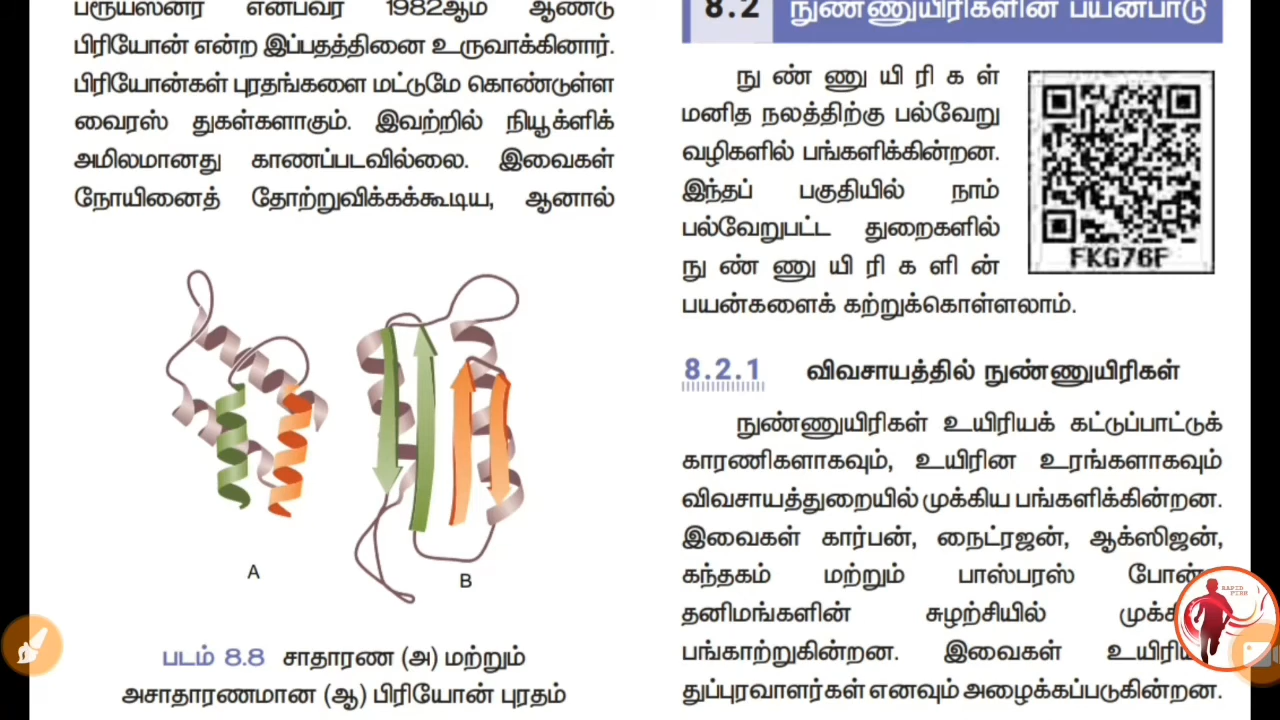 புரூய்ஸ்னர் என்பவர் 1982ஆம் ஆண்டு
பிரியோன் என்ற இப்பதத்தினை உருவாக்கினார்.
பிரியோன்கள் புரதங்களை மட்டுமே கொண்டுள்ள
வைரஸ் துகள்களாகும். இவற்றில் நியூக்ளிக்
அமிலமானது காணப்படவில்லை. இவைகள்
நோயினைத் தோற்றுவிக்கக்கூடிய, ஆனால்
A
B
படம் 8.8 சாதாரண (அ) மற்றும்
அசாதாரணமான (ஆ) பிரியோன் புரதம்
8.2 நுண்ணுயிரிகளின் பயன்பாடு
நுண்ணுயிரிகள்
மனித நலத்திற்கு பல்வேறு
வழிகளில் பங்களிக்கின்றன.
இந்தப் பகுதியில் நாம்
பல்வேறுபட்ட துறைகளில்
நுண்ணுயிரிகளின்
பயன்களைக் கற்றுக்கொள்ளலாம்.
FKG76F
8.2.1 விவசாயத்தில் நுண்ணுயிரிகள்
நுண்ணுயிரிகள் உயிரியக் கட்டுப்பாட்டுக்
காரணிகளாகவும், உயிரின உரங்களாகவும்
விவசாயத்துறையில் முக்கிய பங்களிக்கின்றன.
இவைகள் கார்பன், நைட்ரஜன், ஆக்ஸிஜன்,
கந்தகம் மற்றும் பாஸ்பரஸ்
தனிமங்களின் சுழற்சியில்
பங்காற்றுகின்றன. இவைகள்
துப்புரவாளர்கள் எனவும் அழைக்கப்படுகின்றன.
RAPID
FIRE